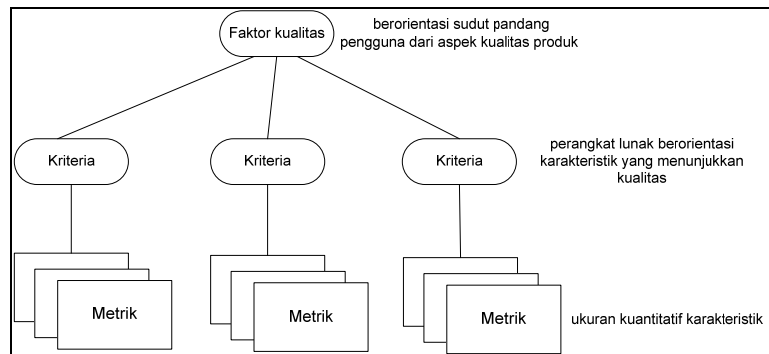 Faktor kualitas
berorientasi sudut pandang
pengguna dari aspek kualitas produk
Kriteria
Kriteria
Kriteria
perangkat lunak berorientasi
karakteristik yang menunjukkan
kualitas
Metrik
Metrik
Metrik
ukuran kuantitatif karakteristik